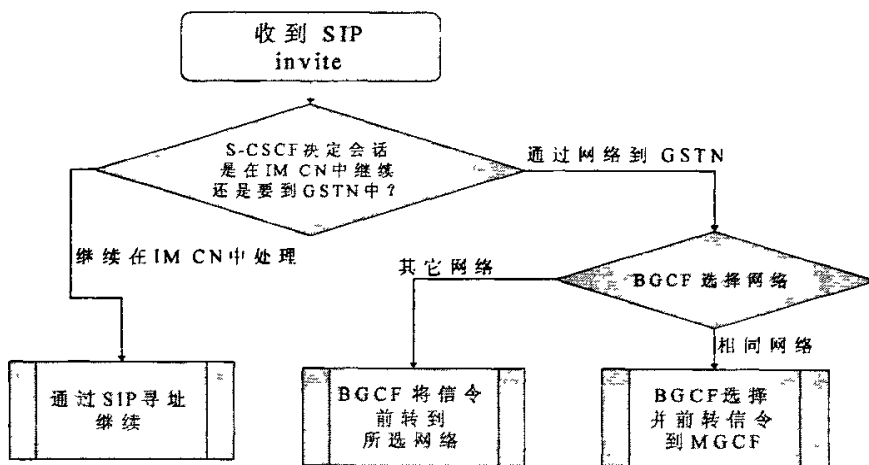 收到 SIP
invite
S-CSCF决定会话
是在IM CN中继续
还是要到GSTN中?
通过网络到 GSTN
继续在IM CN中处理
其它网络
BGCF 选择网络
相同网络
通过SIP寻址
继续
BGCF 将信令
前转到
所选网络
BGCF选择
并前转信令
到MGCF